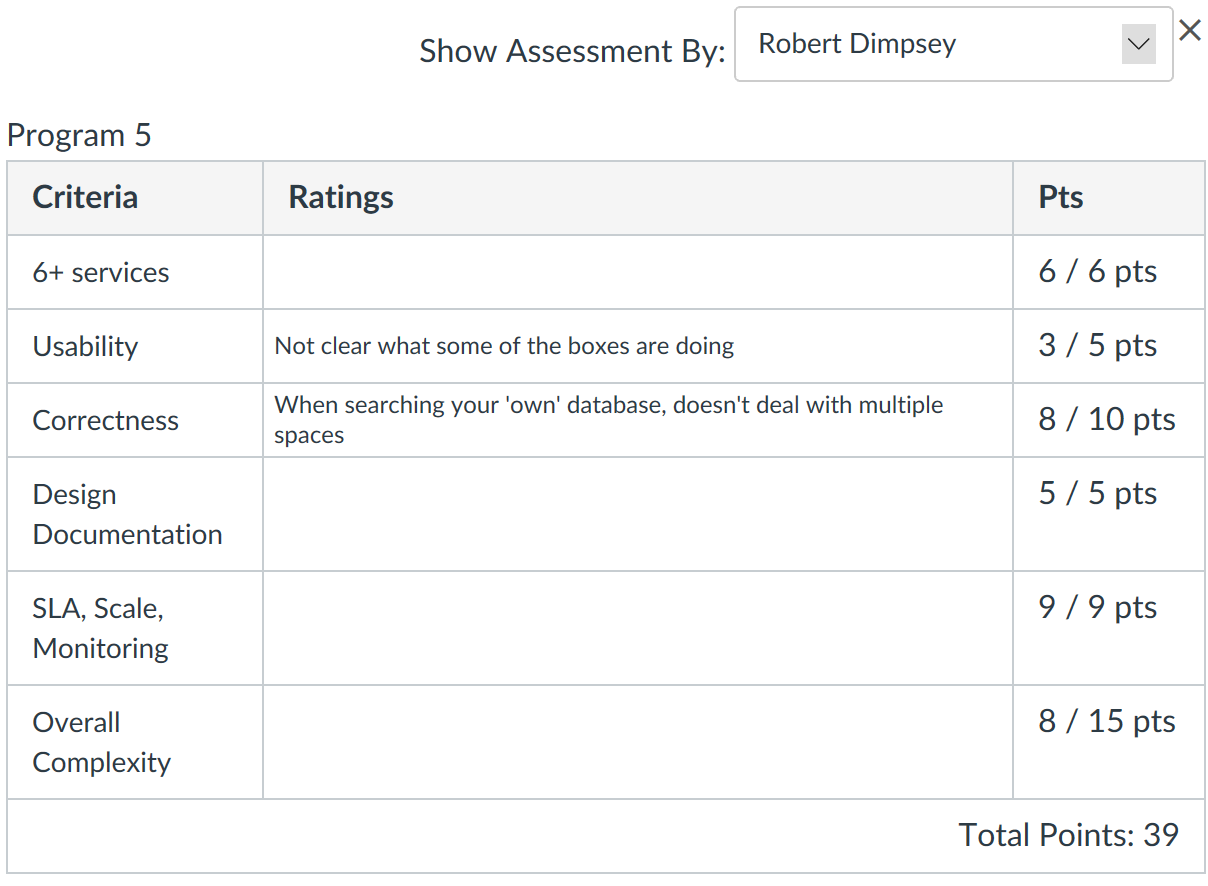 Show Assessment By: Robert Dimpsey
Program 5
Criteria Ratings Pts
6+ services 6 / 6 pts
Usability Not clear what some of the boxes are doing 3 / 5 pts
Correctness When searching your 'own' database, doesn't deal with multiple
spaces 8 / 10 pts
Design
Documentation 5 / 5 pts
SLA, Scale,
Monitoring 9 / 9 pts
Overall
Complexity 8 / 15 pts
Total Points: 39